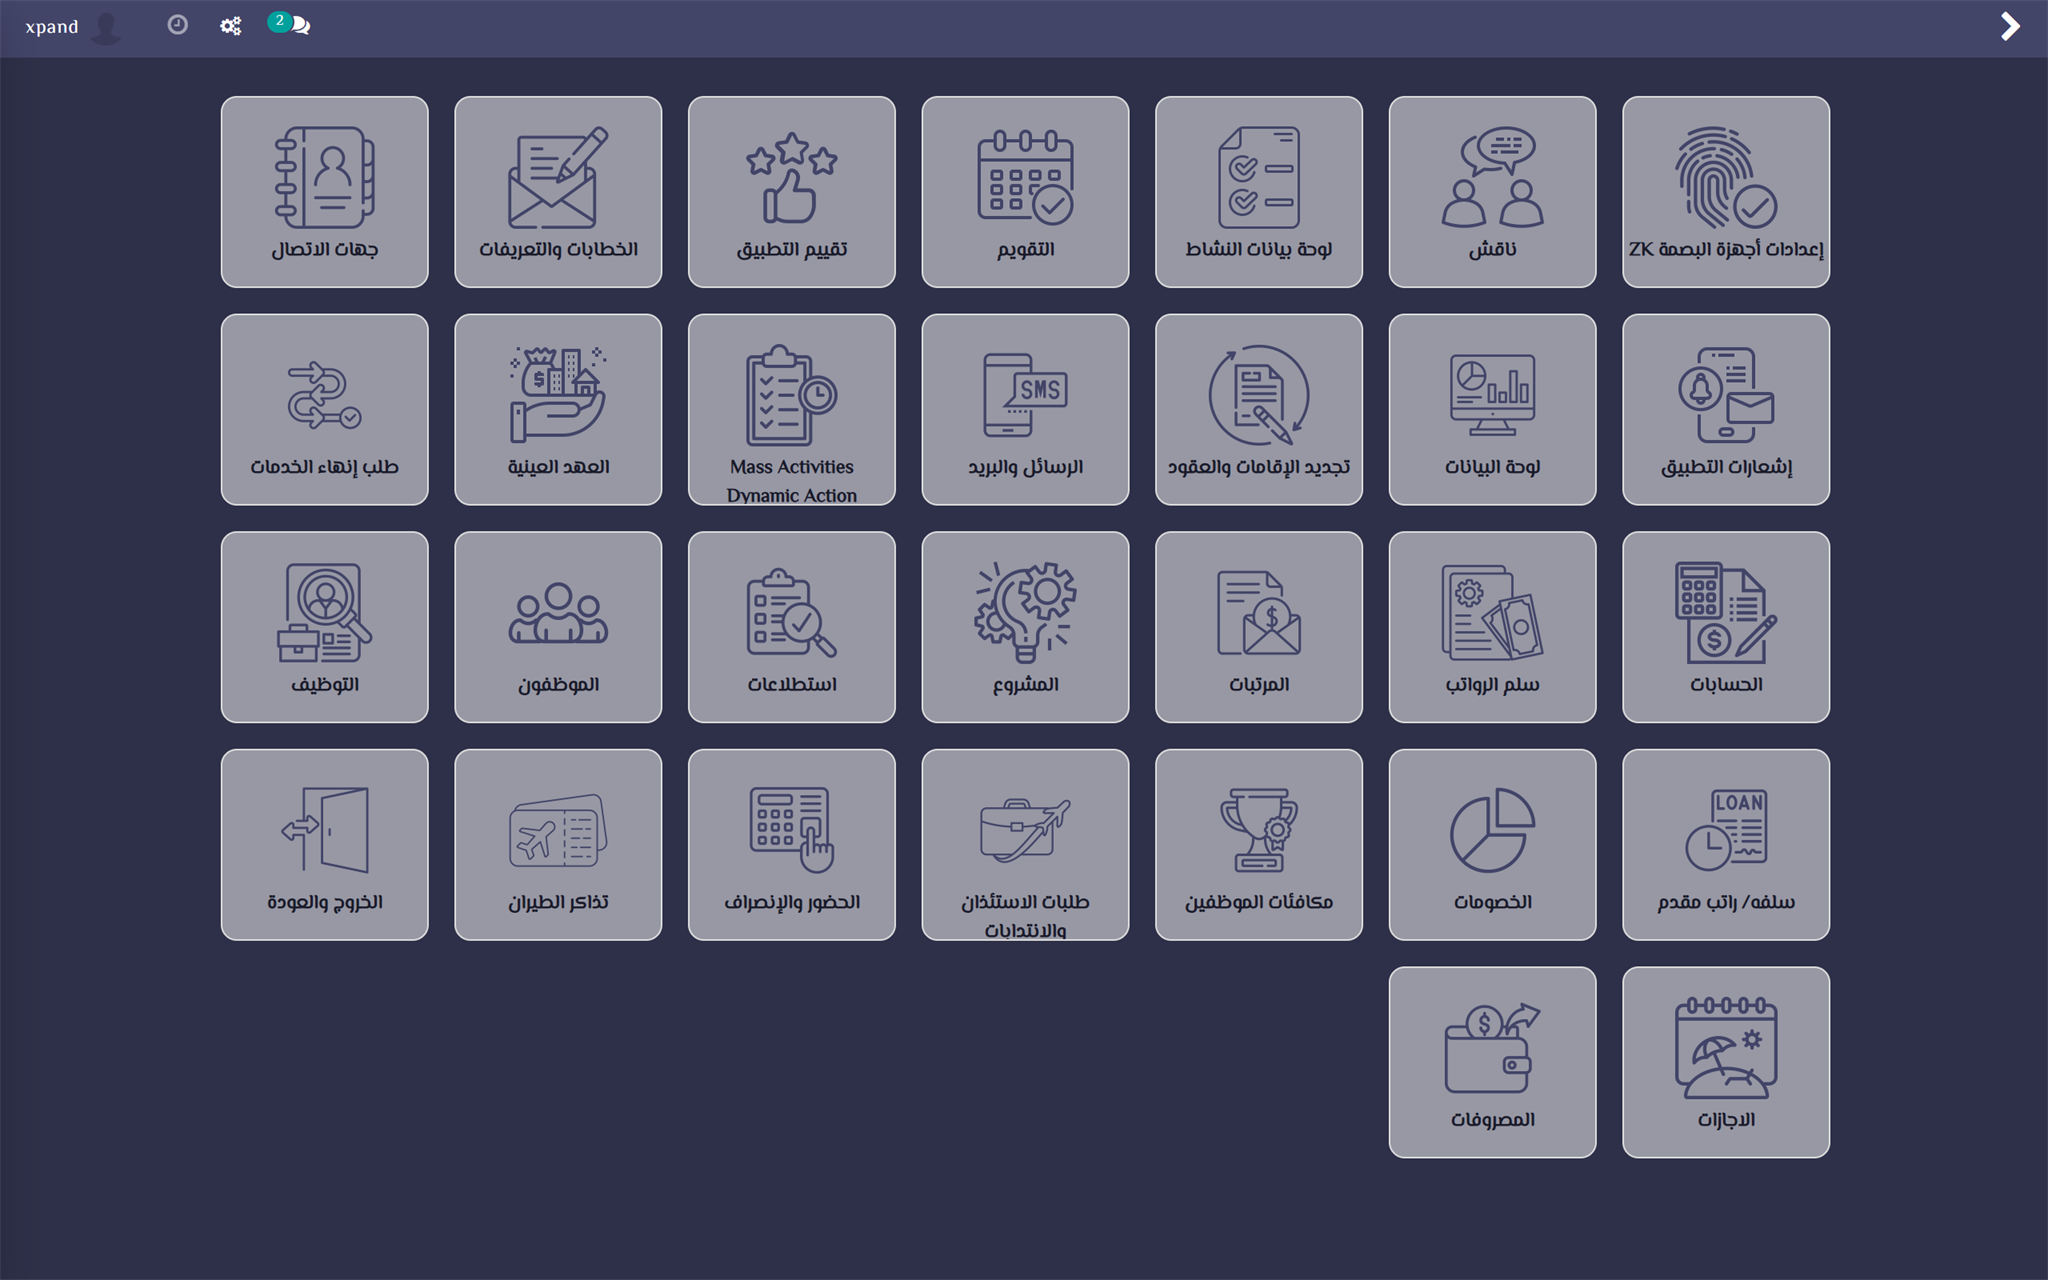 xpand
2
إعدادات أجهزة البصمة ZK
ناقش
لوحة بيانات النشاط
التقويم
تقييم التطبيق
الخطابات والتعريفات
جهات الاتصال
إشعارات التطبيق
لوحة البيانات
تجديد الإقامات والعقود
SMS
الرسائل والبريد
Mass Activities
Dynamic Action
العهد العينية
طلب إنهاء الخدمات
الحسابات
سلم الرواتب
المرتبات
المشروع
استطلاعات
الموظفون
التوظيف
LOAN
سلفه/ راتب مقدم
الخصومات
مكافئات الموظفين
طلبات الاستئذان
والانتدابات
الحضور والإنصراف
تذاكر الطيران
الخروج والعودة
الاجازات
المصروفات